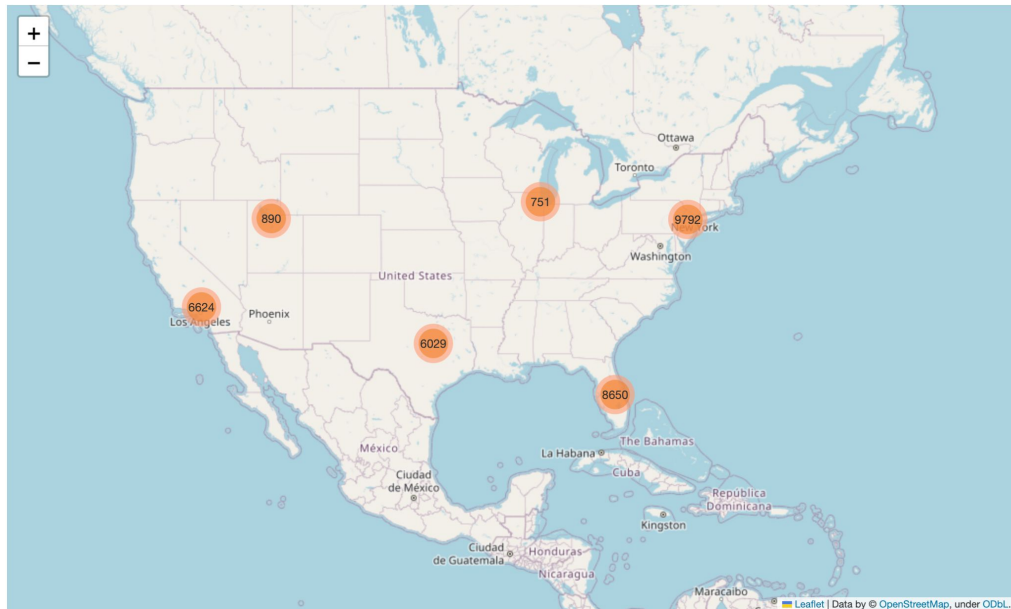 +
−
Ottawa
Toronto
751
890
9792
New York
Washington
United States
6624
Los Angeles
Phoenix
6029
8650
The Bahamas
México
La Habana
Cuba
Ciudad
de México
República
Dominicana
Kingston
Ciudad
de Guatemala
Honduras
Nicaragua
Maracaibo
Leaflet | Data by © OpenStreetMap, under ODbL.